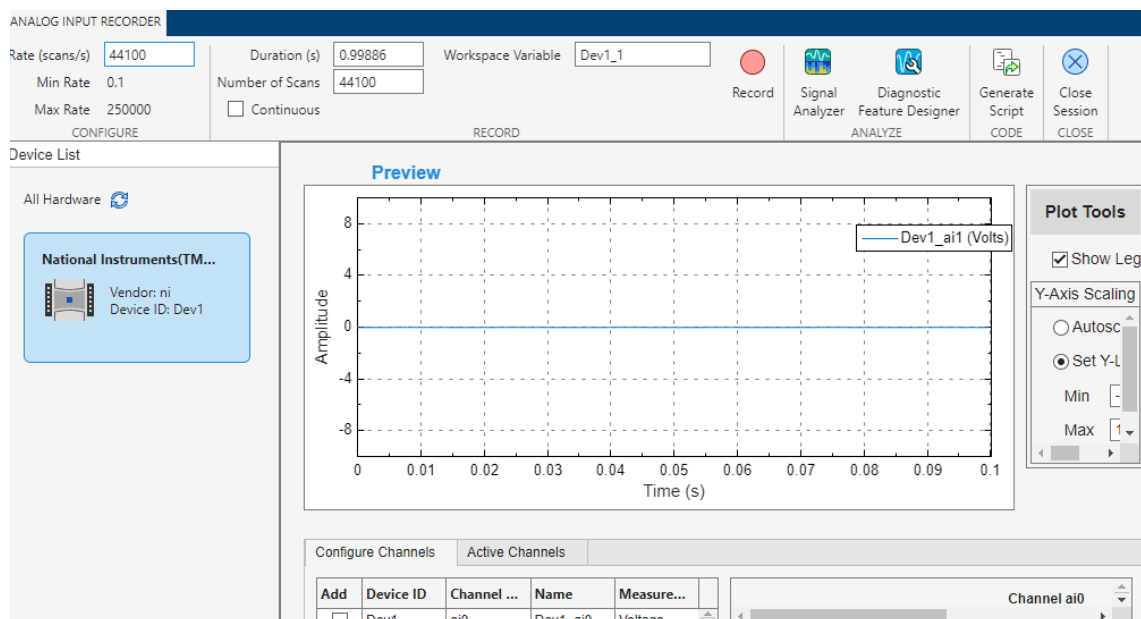 ANALOG INPUT RECORDER
Rate (scans/s) 44100
Min Rate 0.1
Max Rate 250000
CONFIGURE
Duration (s) 0.99886
Number of Scans 44100
Continuous
Workspace Variable Dev1_1
RECORD
Record
Signal Analyzer
Diagnostic Feature Designer
ANALYZE
Generate Script
CODE
Close Session
CLOSE
Device List
All Hardware
National Instruments(TM...
Vendor: ni
Device ID: Dev1
Preview
Dev1_ai1 (Volts)
8
4
0
-4
-8
Amplitude
0 0.01 0.02 0.03 0.04 0.05 0.06 0.07 0.08 0.09 0.1
Time (s)
Plot Tools
Show Leg
Y-Axis Scaling
Autosc
Set Y-L
Min -
Max 1
Configure Channels Active Channels
Add Device ID Channel ... Name Measure...
Dev1 ai0 Dev1_ai0 Voltage
Channel ai0